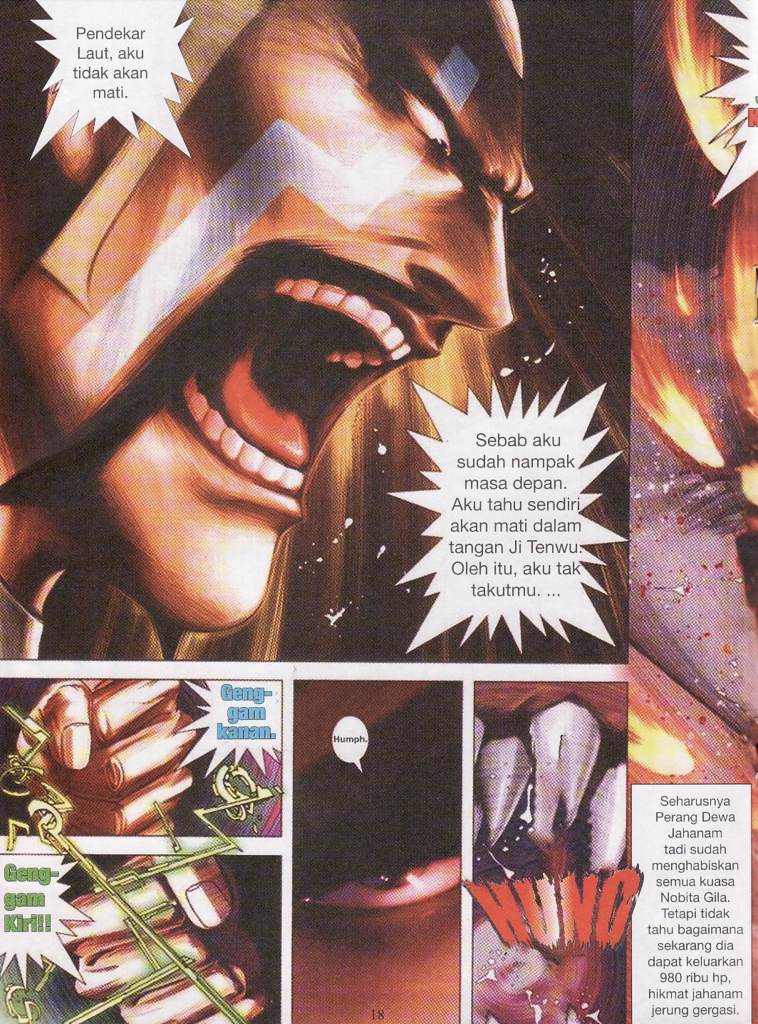 Pendekar
Laut, aku
tidak akan
mati.
Sebab aku
sudah nampak
masa depan.
Aku tahu sendiri
akan mati dalam
tangan Ji Tenwu.
Oleh itu, aku tak
takutmu. ...
Geng-
gam
kanan.
Humph.
Geng-
gam
Kiri!!
Seharusnya
Perang Dewa
Jahanam
tadi sudah
menghabiskan
semua kuasa
Nobita Gila.
Tetapi tidak
tahu bagaimana
sekarang dia
dapat keluarkan
980 ribu hp,
hikmat jahanam
jerung gergasi.
18